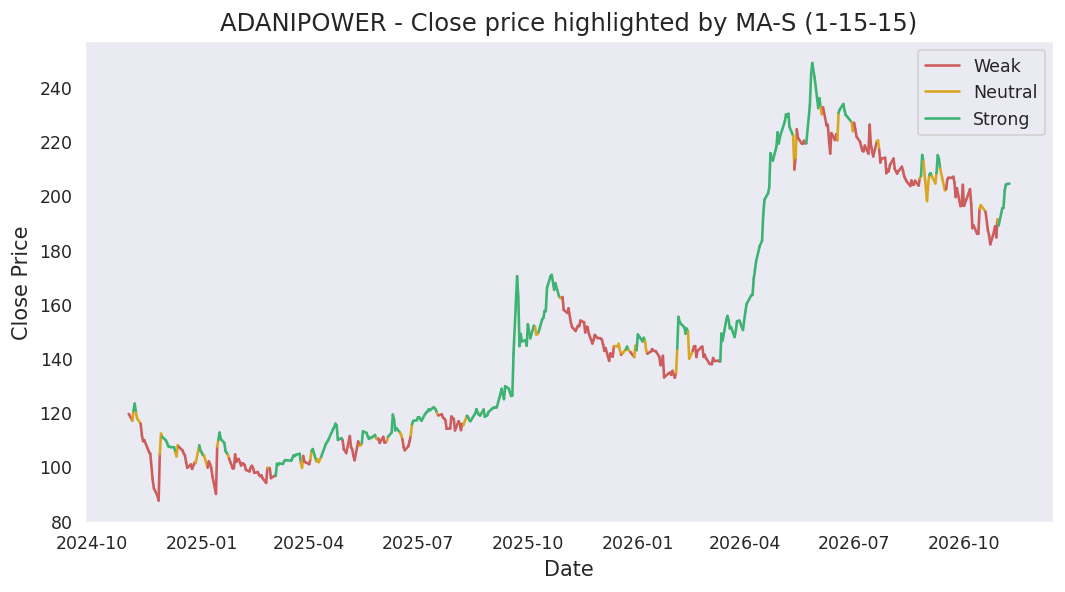 ADANIPOWER - Close price highlighted by MA-S (1-15-15)
Weak
Neutral
Strong
Close Price
240
220
200
180
160
140
120
100
80
2024-10 2025-01 2025-04 2025-07 2025-10 2026-01 2026-04 2026-07 2026-10
Date